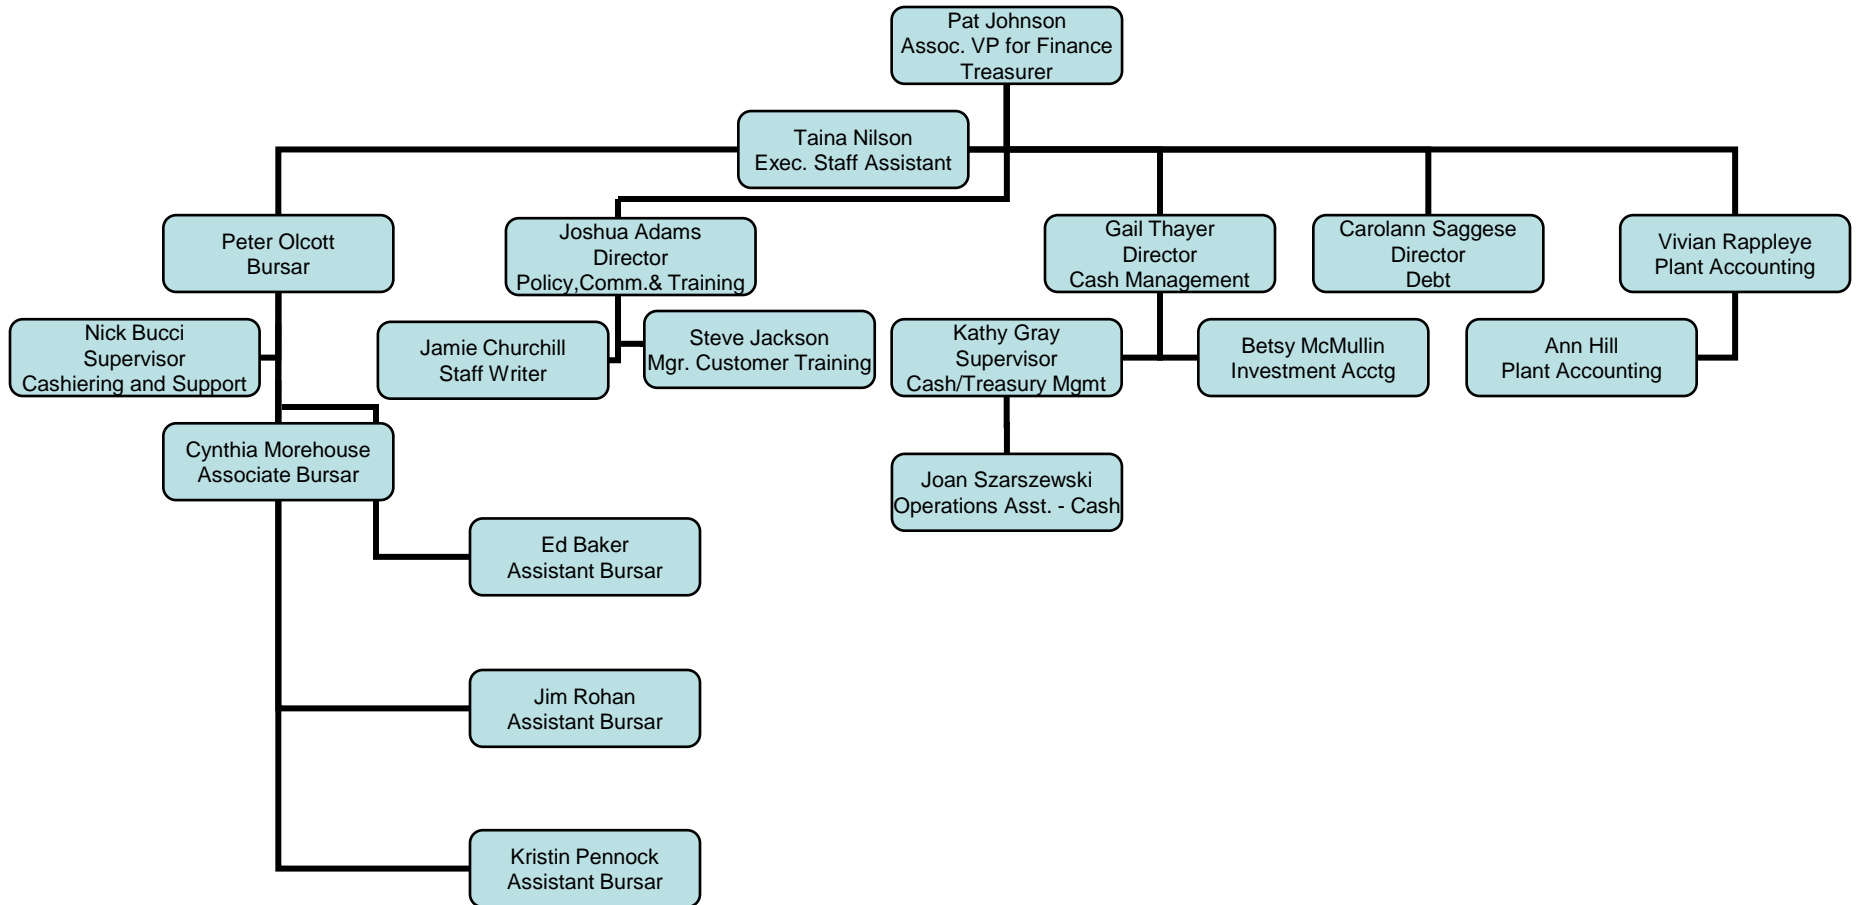 Pat Johnson
Assoc. VP for Finance
Treasurer
Taina Nilson
Exec. Staff Assistant
Peter Olcott
Bursar
Joshua Adams
Director
Policy,Comm.& Training
Gail Thayer
Director
Cash Management
Carolann Saggese
Director
Debt
Vivian Rappleye
Plant Accounting
Nick Bucci
Supervisor
Cashiering and Support
Jamie Churchill
Staff Writer
Steve Jackson
Mgr. Customer Training
Kathy Gray
Supervisor
Cash/Treasury Mgmt
Betsy McMullin
Investment Acctg
Ann Hill
Plant Accounting
Cynthia Morehouse
Associate Bursar
Joan Szarszewski
Operations Asst. - Cash
Ed Baker
Assistant Bursar
Jim Rohan
Assistant Bursar
Kristin Pennock
Assistant Bursar